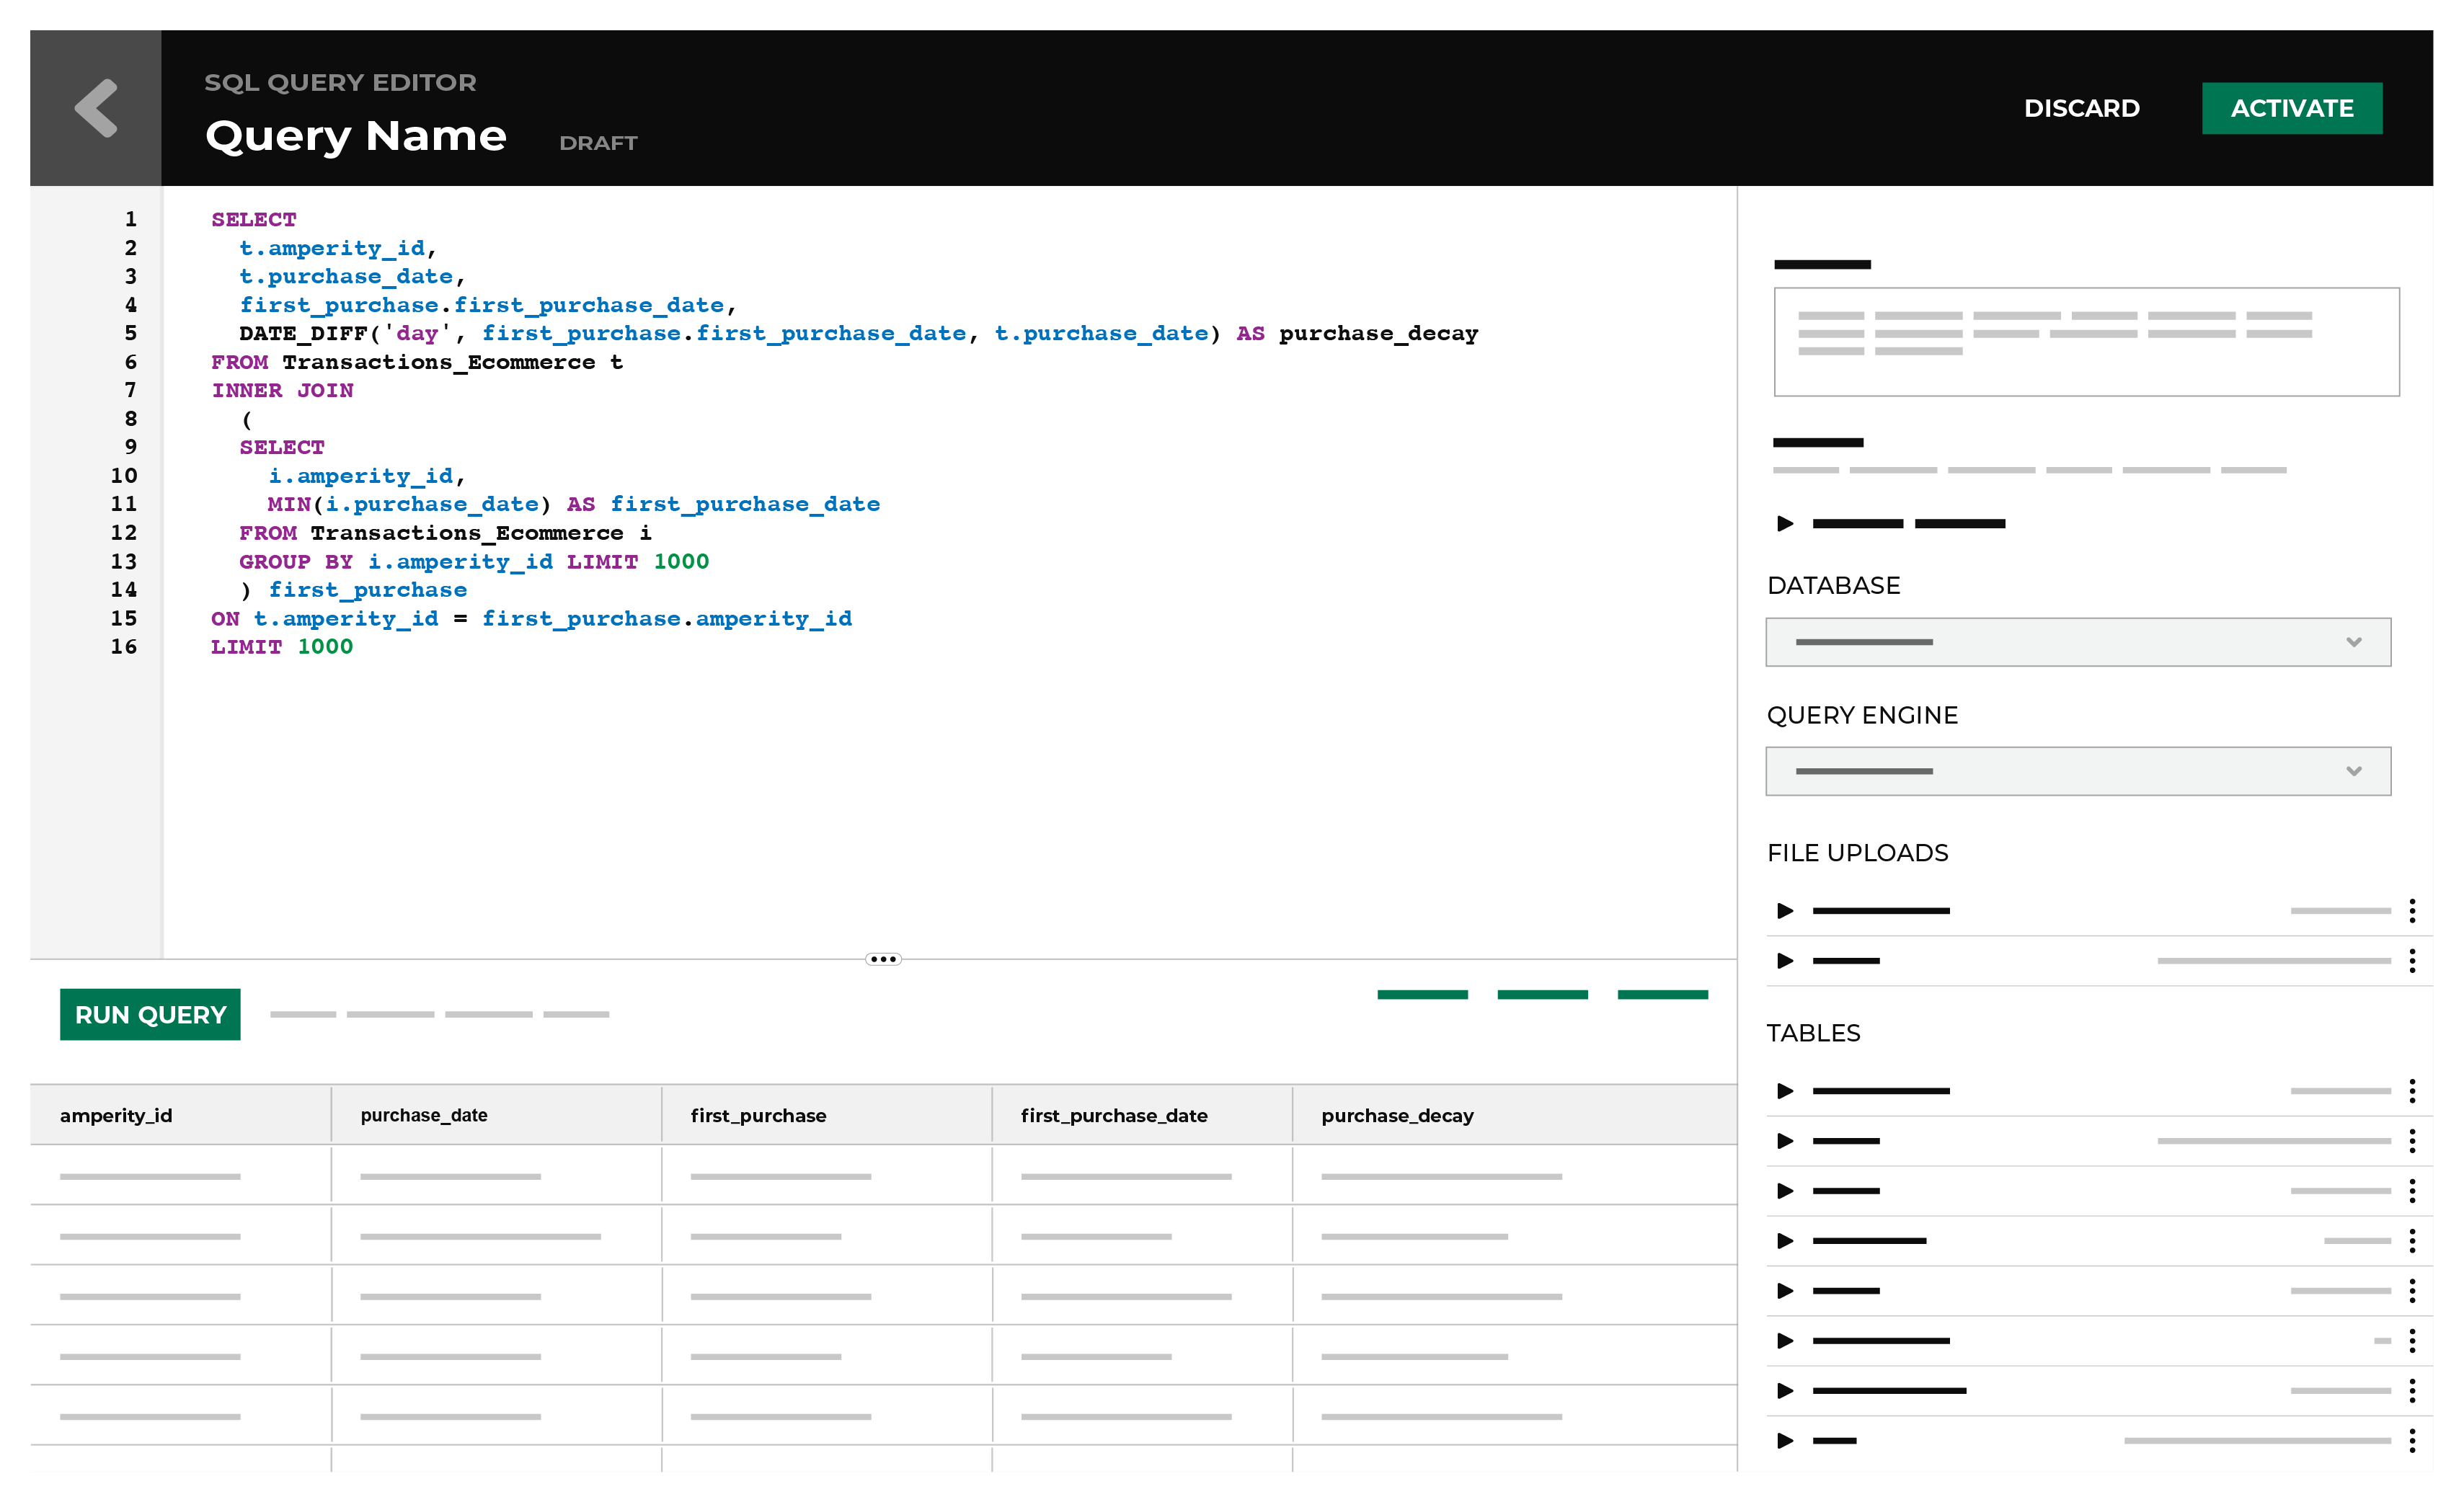 SQL QUERY EDITOR
Query Name DRAFT
DISCARD ACTIVATE
1 SELECT
2 t.amperity_id,
3 t.purchase_date,
4 first_purchase.first_purchase_date,
5 DATE_DIFF('day', first_purchase.first_purchase_date, t.purchase_date) AS purchase_decay
6 FROM Transactions_Ecommerce t
7 INNER JOIN
8 (
9 SELECT
10 i.amperity_id,
11 MIN(i.purchase_date) AS first_purchase_date
12 FROM Transactions_Ecommerce i
13 GROUP BY i.amperity_id LIMIT 1000
14 ) first_purchase
15 ON t.amperity_id = first_purchase.amperity_id
16 LIMIT 1000
RUN QUERY
amperity_id purchase_date first_purchase first_purchase_date purchase_decay
DATABASE
QUERY ENGINE
FILE UPLOADS
TABLES